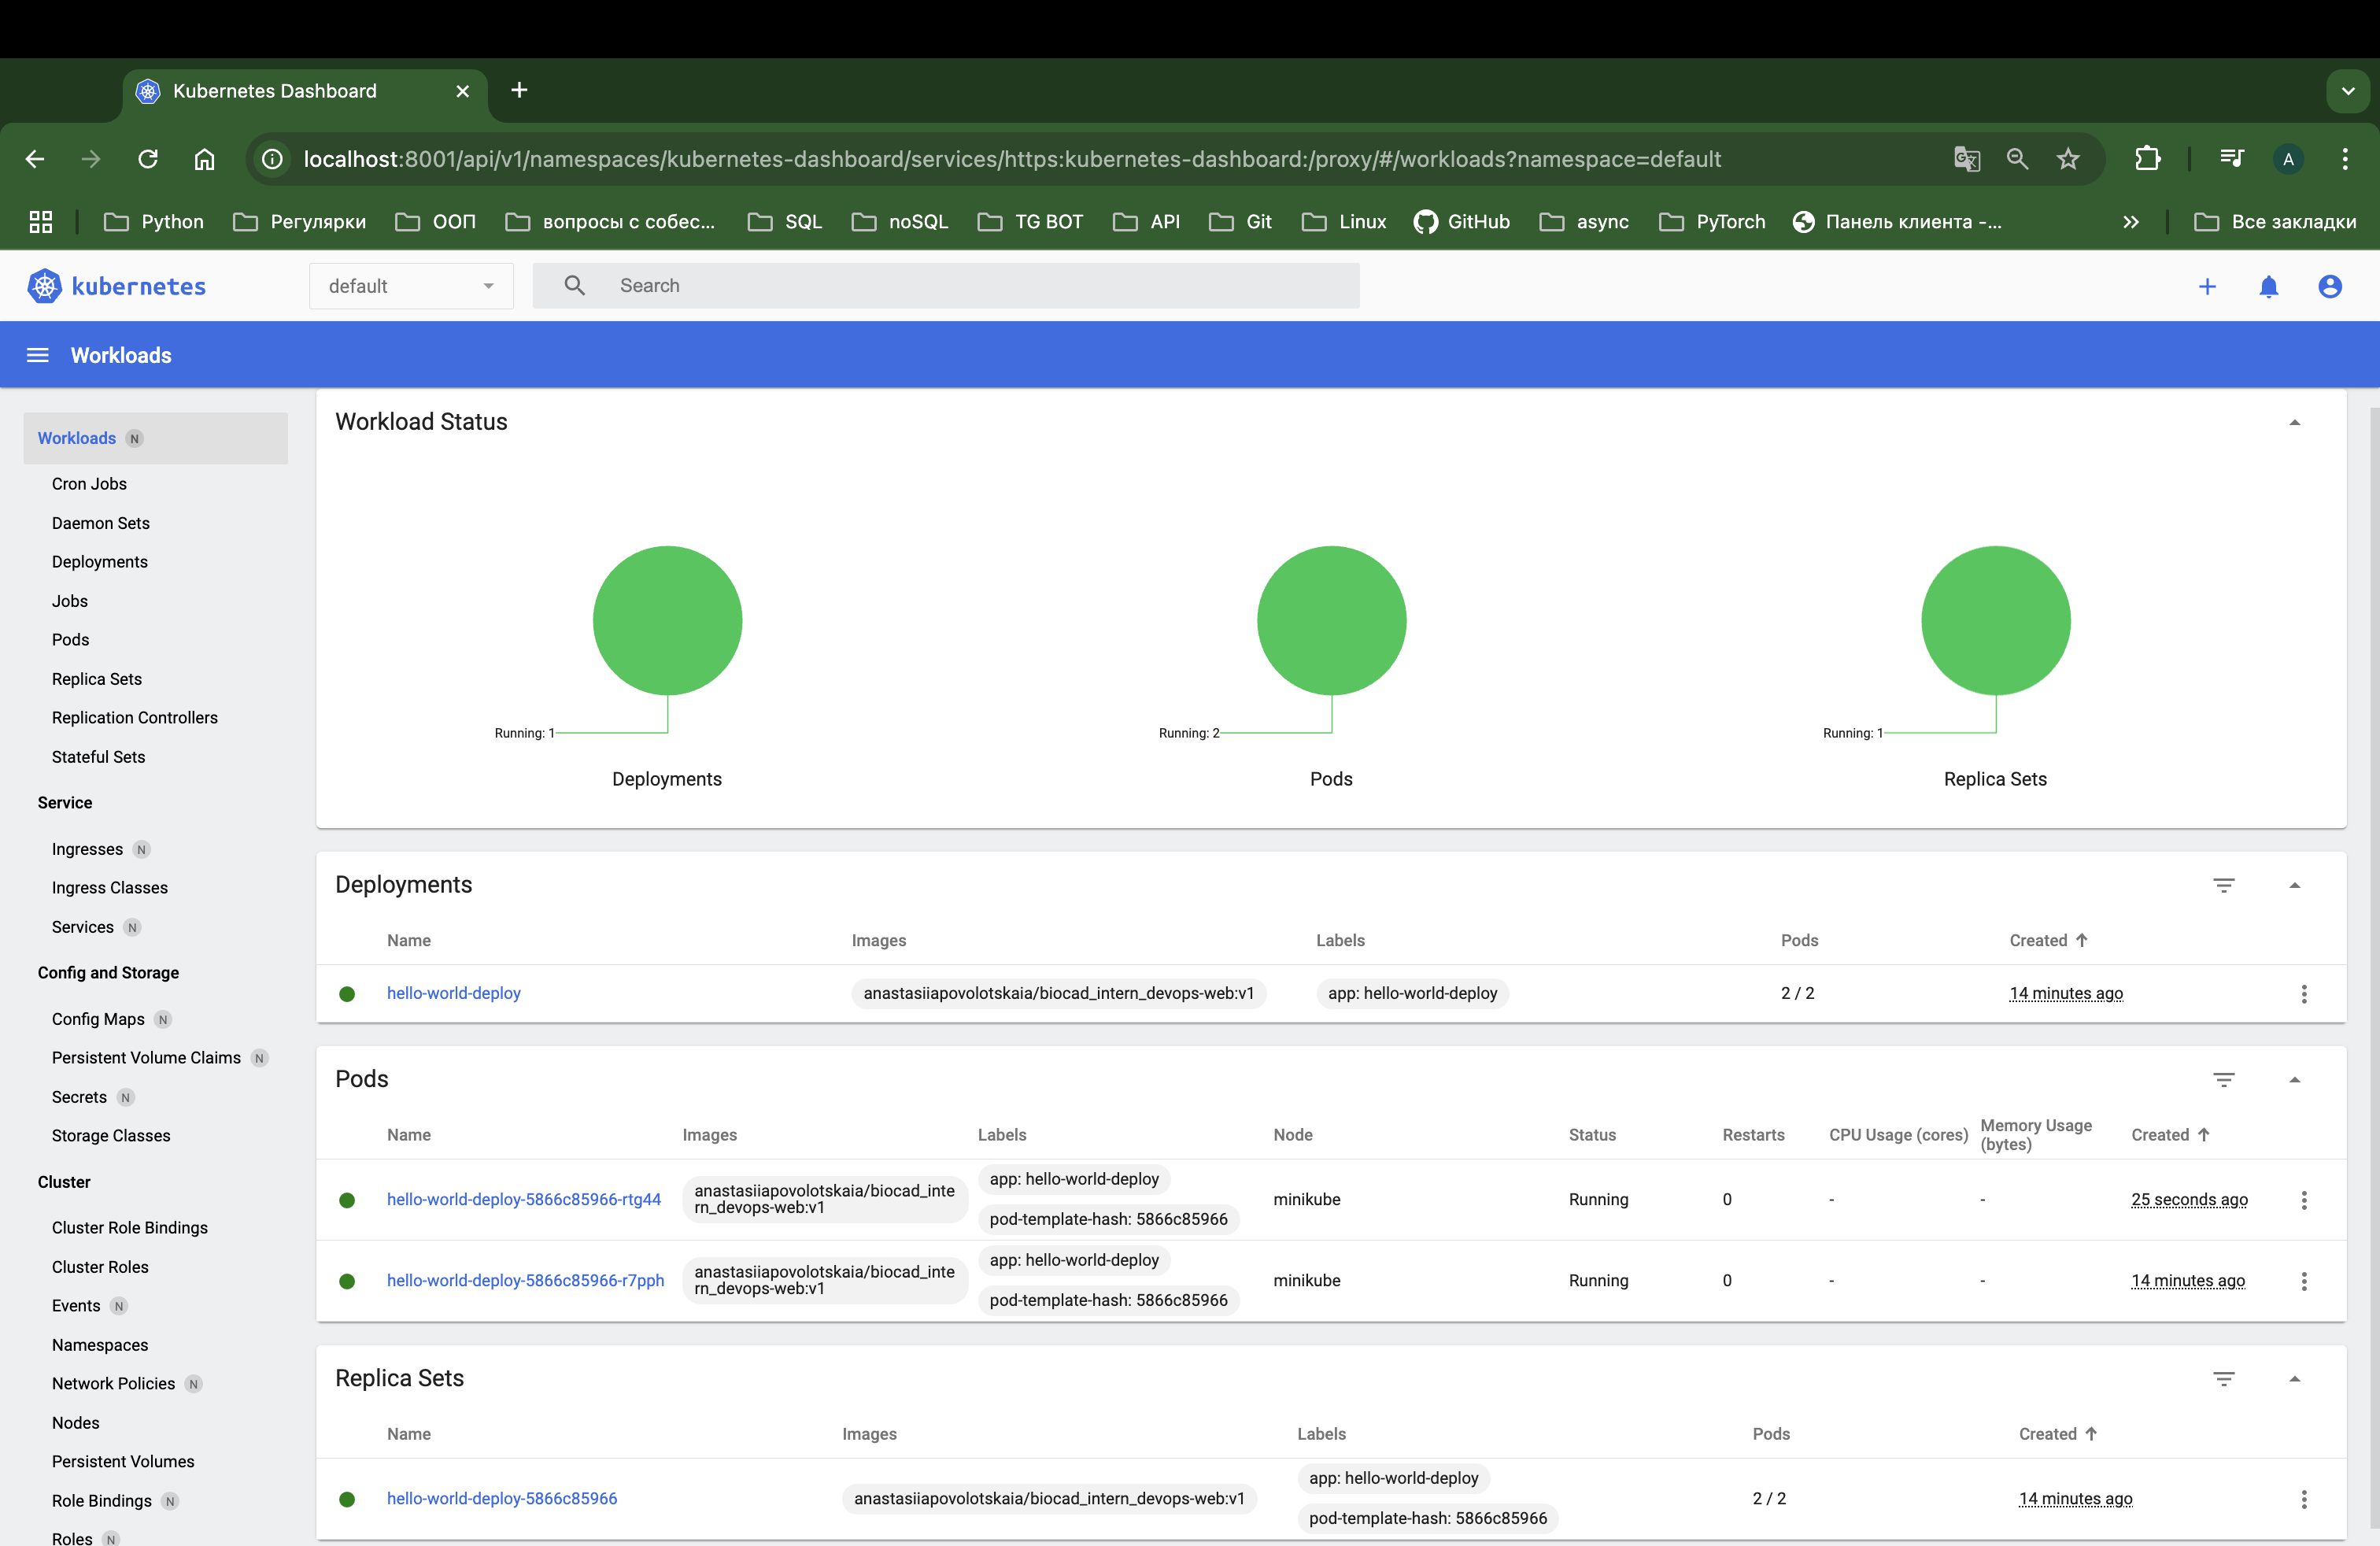 Kubernetes Dashboard
localhost:8001/api/v1/namespaces/kubernetes-dashboard/services/https:kubernetes-dashboard:/proxy/#/workloads?namespace=default
A
Python Регулярки ООП вопросы с собес... SQL noSQL TG BOT API Git Linux GitHub async PyTorch Панель клиента -... Все закладки
kubernetes default Search
Workloads
Workloads N
Cron Jobs
Daemon Sets
Deployments
Jobs
Pods
Replica Sets
Replication Controllers
Stateful Sets
Service
Ingresses N
Ingress Classes
Services N
Config and Storage
Config Maps N
Persistent Volume Claims N
Secrets N
Storage Classes
Cluster
Cluster Role Bindings
Cluster Roles
Events N
Namespaces
Network Policies N
Nodes
Persistent Volumes
Role Bindings N
Roles N
Workload Status
Running: 1 Running: 2 Running: 1
Deployments Pods Replica Sets
Deployments
Name Images Labels Pods Created
hello-world-deploy anastasiiapovolotskaia/biocad_intern_devops-web:v1 app: hello-world-deploy 2 / 2 14 minutes ago
Pods
Name Images Labels Node Status Restarts CPU Usage (cores) Memory Usage (bytes) Created
hello-world-deploy-5866c85966-rtg44 anastasiiapovolotskaia/biocad_inte
rn_devops-web:v1 app: hello-world-deploy
pod-template-hash: 5866c85966 minikube Running 0 - - 25 seconds ago
hello-world-deploy-5866c85966-r7pph anastasiiapovolotskaia/biocad_inte
rn_devops-web:v1 app: hello-world-deploy
pod-template-hash: 5866c85966 minikube Running 0 - - 14 minutes ago
Replica Sets
Name Images Labels Pods Created
hello-world-deploy-5866c85966 anastasiiapovolotskaia/biocad_intern_devops-web:v1 app: hello-world-deploy
pod-template-hash: 5866c85966 2 / 2 14 minutes ago